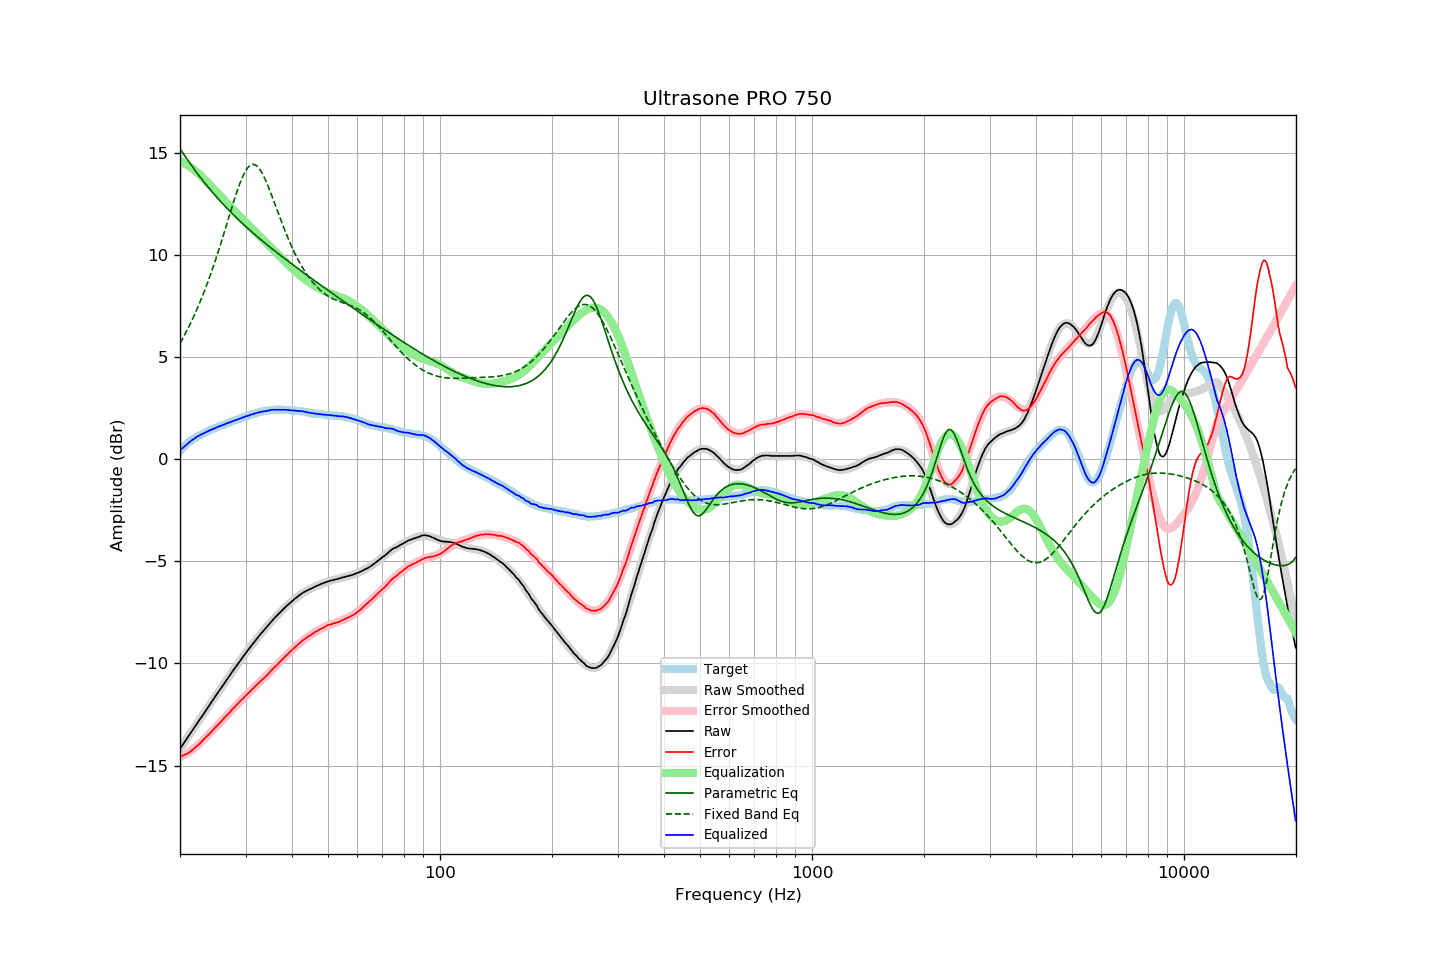 Ultrasone PRO 750
Amplitude (dBr)
15
10
5
0
−5
−10
−15
Target
Raw Smoothed
Error Smoothed
Raw
Error
Equalization
Parametric Eq
Fixed Band Eq
Equalized
100
1000
10000
Frequency (Hz)